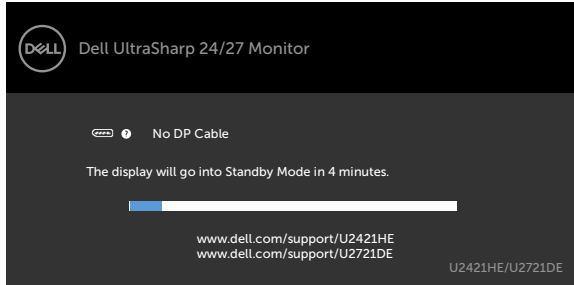 DELL Dell UltraSharp 24/27 Monitor
? No DP Cable
The display will go into Standby Mode in 4 minutes.
www.dell.com/support/U2421HE
www.dell.com/support/U2721DE
U2421HE/U2721DE